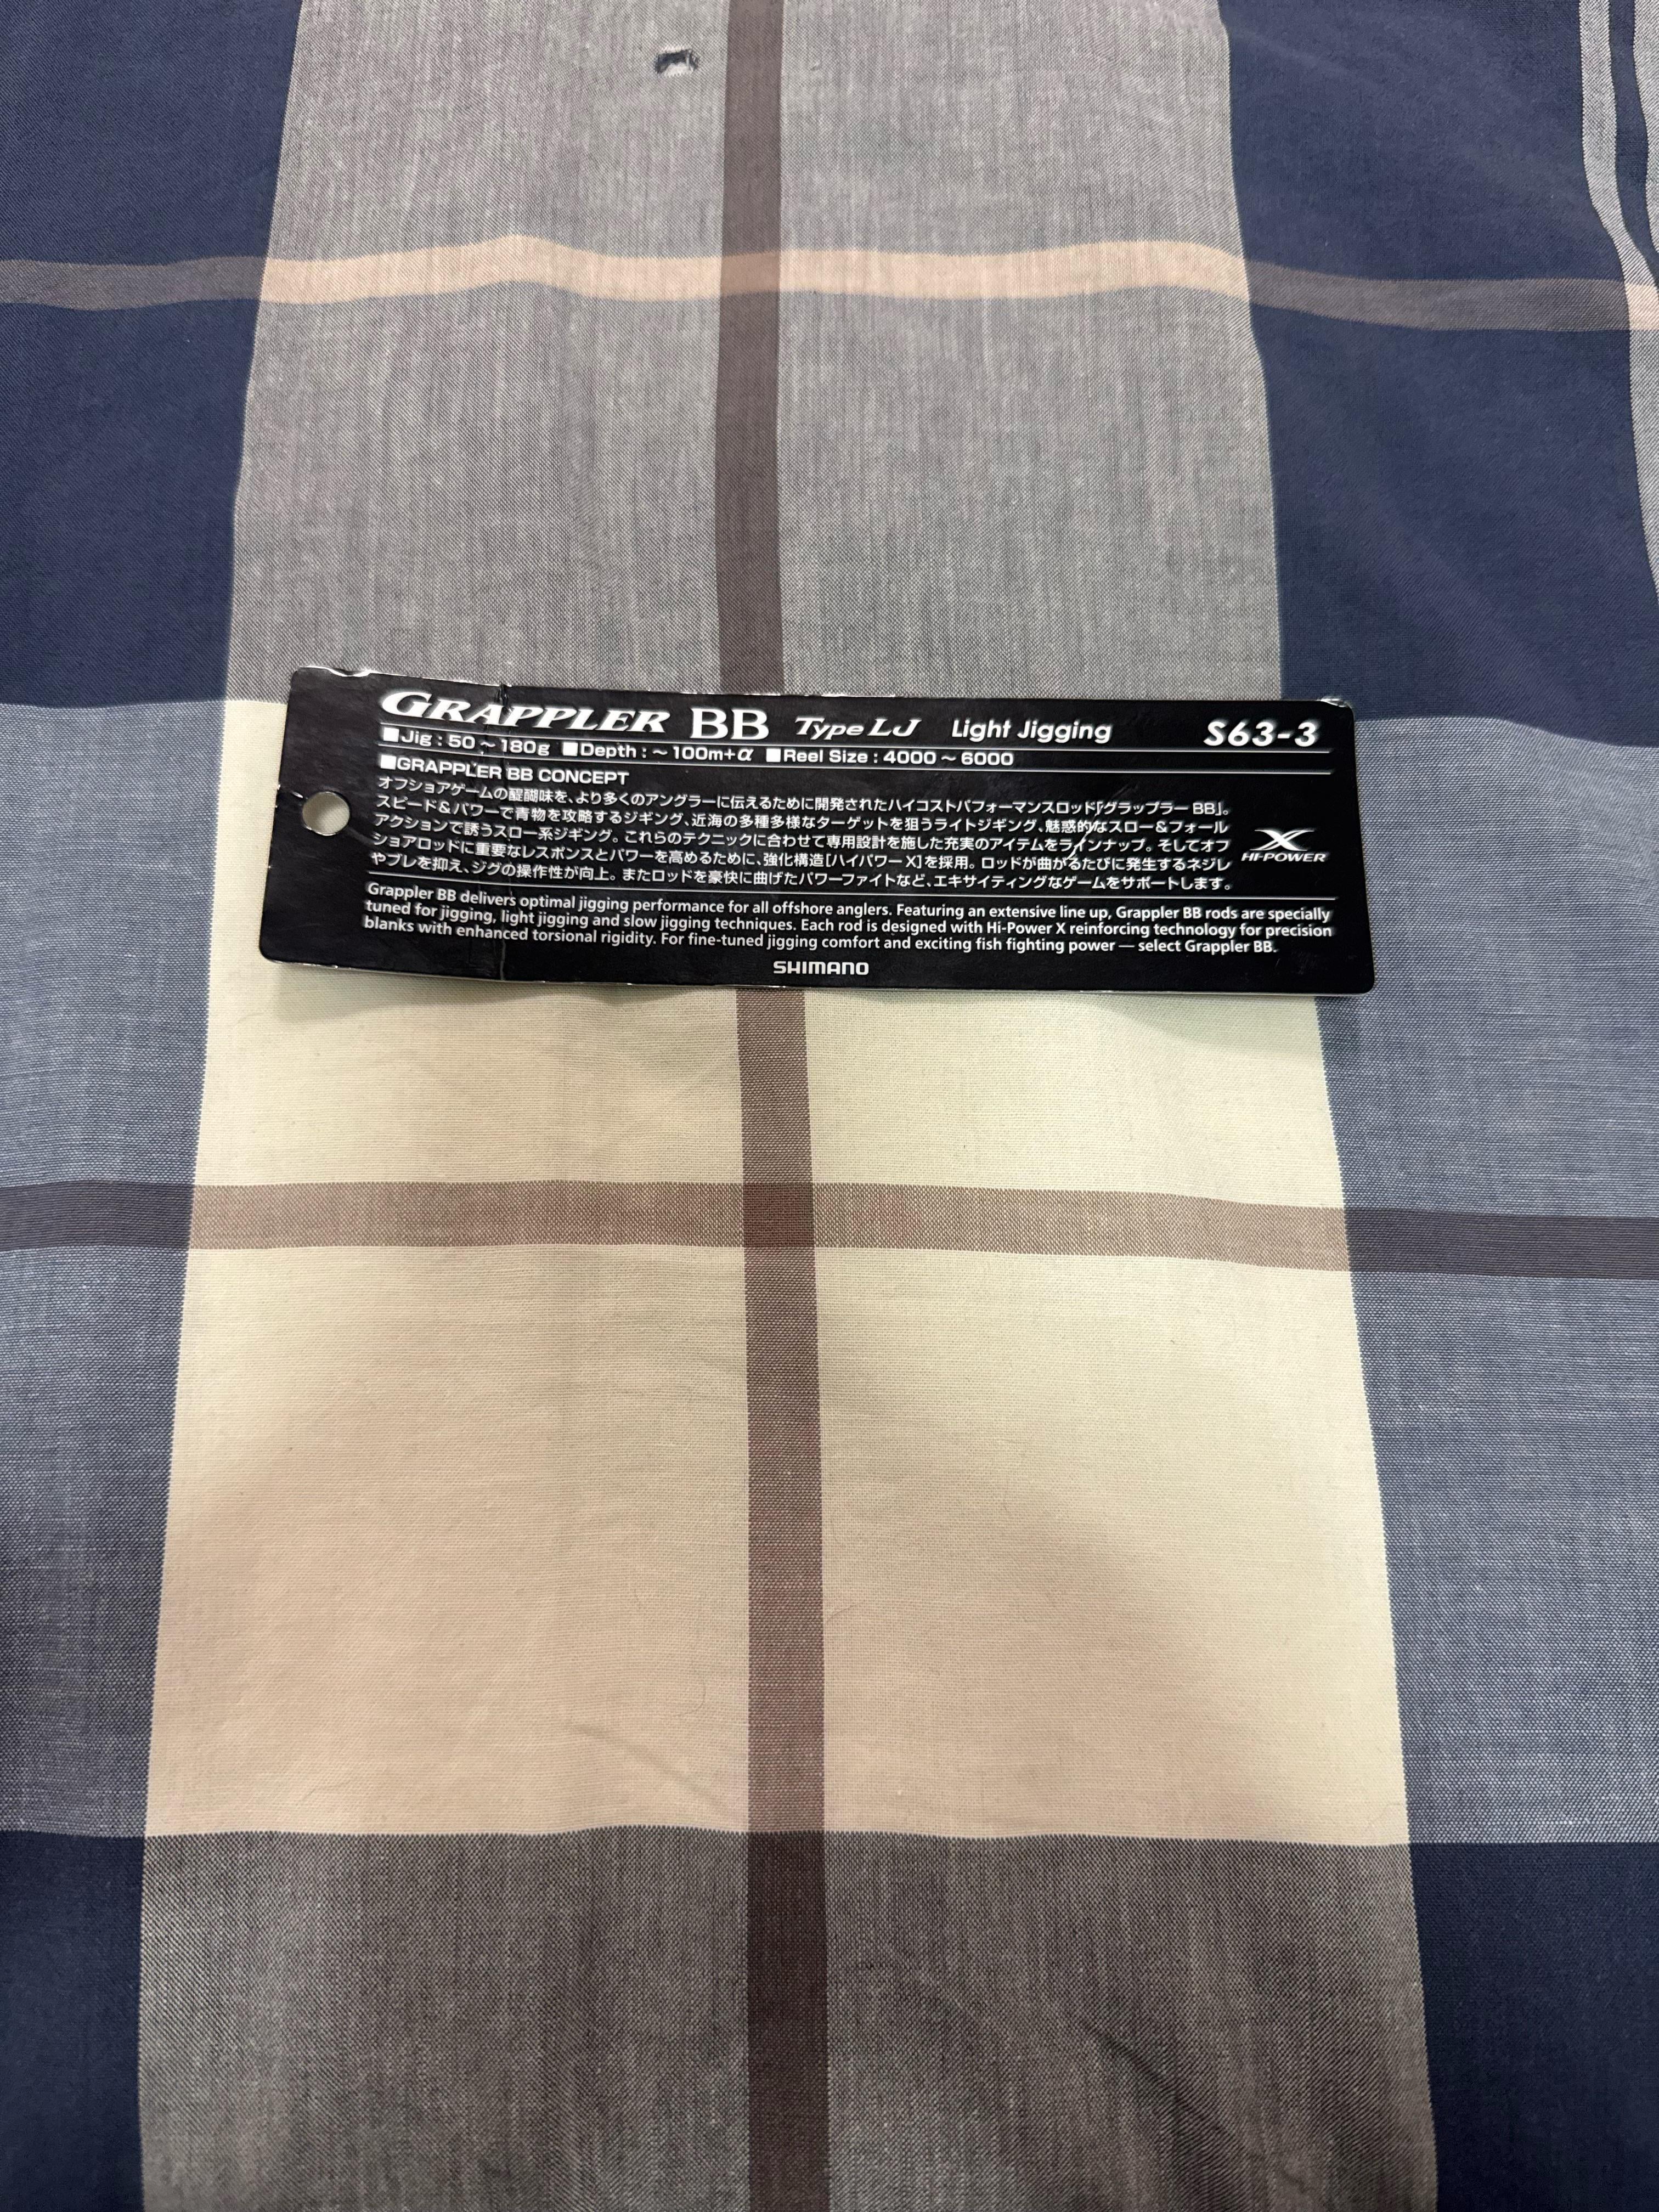 GRAPPLER BB Type LJ Light Jigging S63-3
■Jig : 50 ~ 180g ■Depth : ~ 100m+α ■Reel Size : 4000 ~ 6000
■GRAPPLER BB CONCEPT
オフショアゲームの醍醐味を、より多くのアングラーに伝えるために開発されたハイコストパフォーマンスロッド[グラップラー BB]。
スピード＆パワーで青物を攻略するジギング、近海の多種多様なターゲットを狙うライトジギング、魅惑的なスロー＆フォール
アクションで誘うスロー系ジギング。これらのテクニックに合わせて専用設計を施した充実のアイテムをラインナップ。そしてオフ
ショアロッドに重要なレスポンスとパワーを高めるために、強化構造[ハイパワー X]を採用。ロッドが曲がるたびに発生するネジレ
やブレを抑え、ジグの操作性が向上。またロッドを豪快に曲げたパワーファイトなど、エキサイティングなゲームをサポートします。
X
HI-POWER
Grappler BB delivers optimal jigging performance for all offshore anglers. Featuring an extensive line up, Grappler BB rods are specially
tuned for jigging, light jigging and slow jigging techniques. Each rod is designed with Hi-Power X reinforcing technology for precision
blanks with enhanced torsional rigidity. For fine-tuned jigging comfort and exciting fish fighting power — select Grappler BB.
SHIMANO